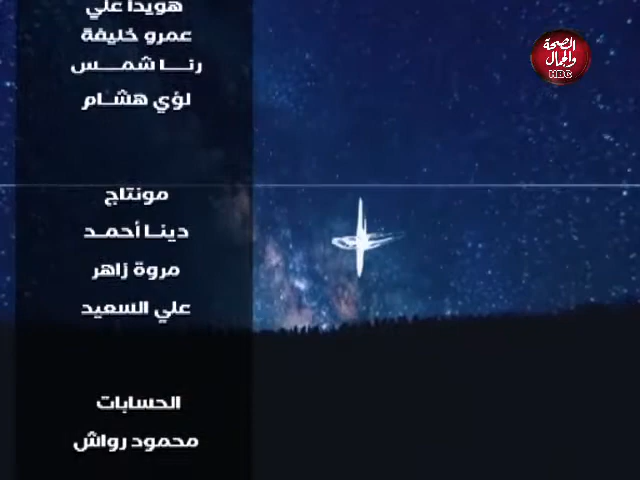 هويدا علي
عمرو خليفة
رنا شمس
لؤي هشام
مونتاج
دينا أحمد
مروة زاهر
علي السعيد
الحسابات
محمود رواش
الصحة
والجمال
HBC